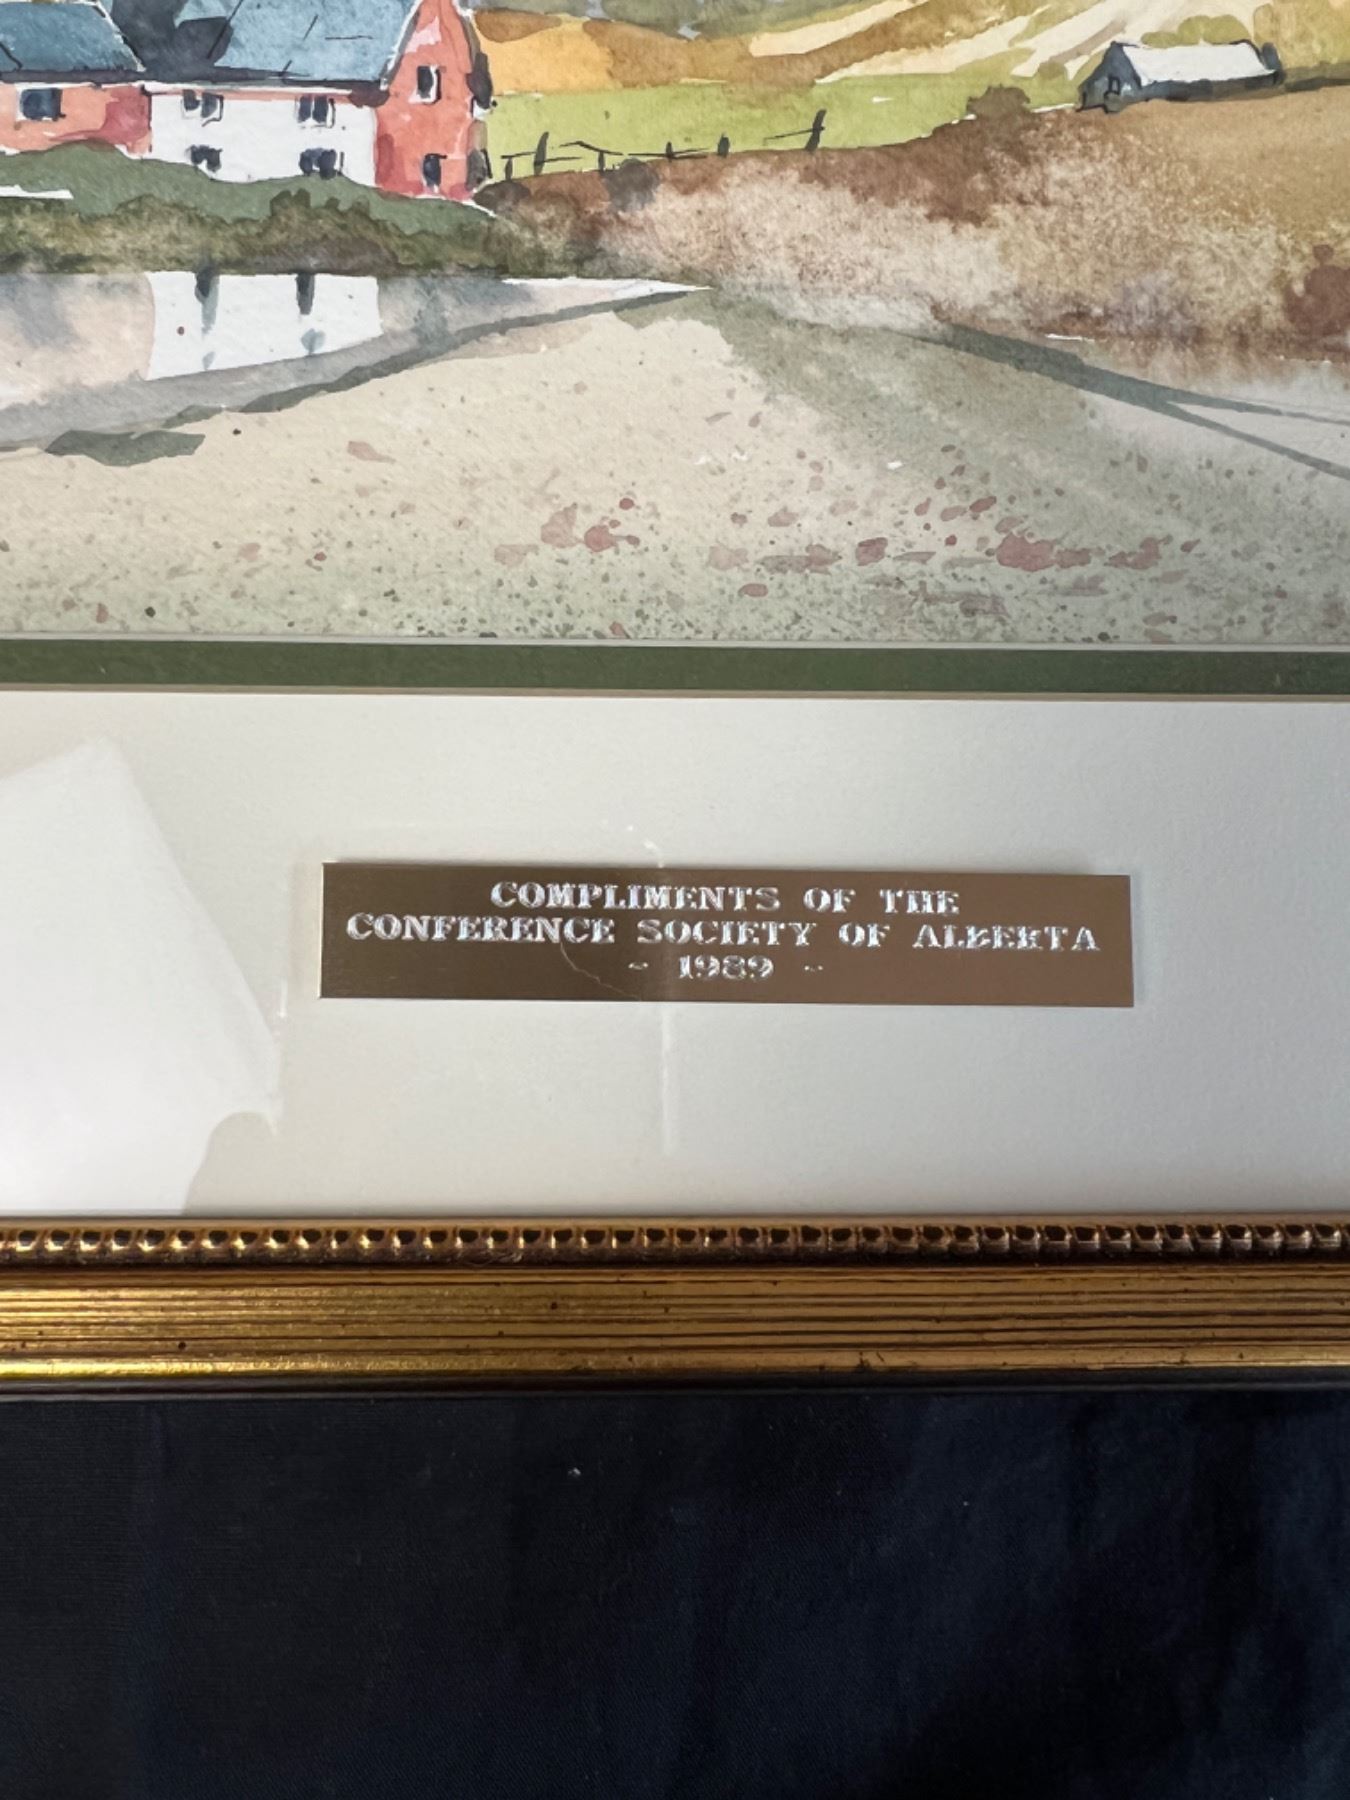 COMPLIMENTS OF THE
CONFERENCE SOCIETY OF ALBERTA
- 1989 -